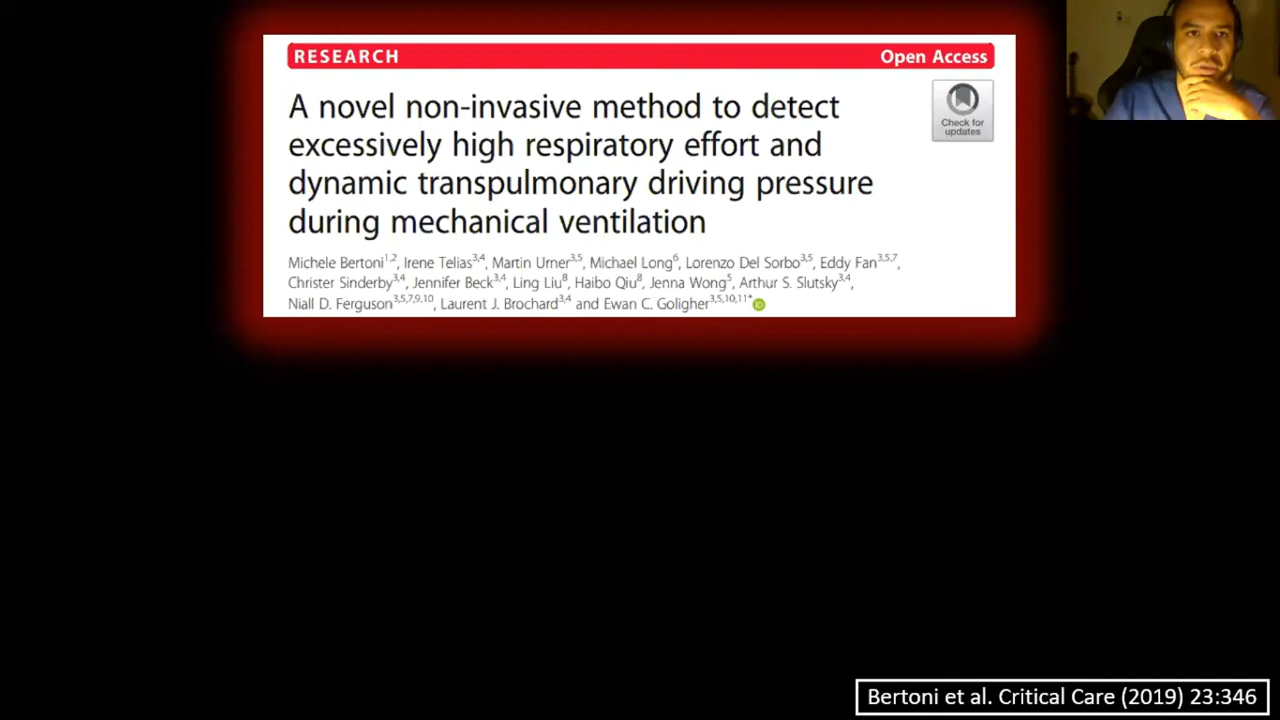 RESEARCH Open Access
A novel non-invasive method to detect
excessively high respiratory effort and
dynamic transpulmonary driving pressure
during mechanical ventilation
Check for
updates
Michele Bertoni1,2, Irene Telias3,4, Martin Urner3,5, Michael Long6, Lorenzo Del Sorbo3,5, Eddy Fan3,5,7,
Christer Sinderby3,4, Jennifer Beck3,4, Ling Liu8, Haibo Qiu8, Jenna Wong5, Arthur S. Slutsky3,4,
Niall D. Ferguson3,5,7,9,10, Laurent J. Brochard3,4 and Ewan C. Goligher3,5,10,11* iD
Bertoni et al. Critical Care (2019) 23:346